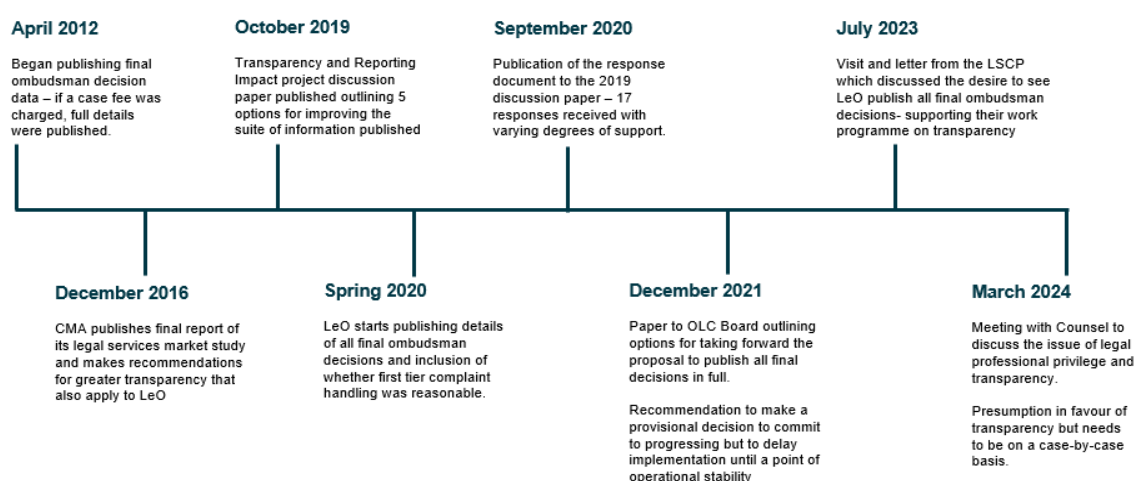 April 2012
Began publishing final
ombudsman decision
data – if a case fee was
charged, full details
were published.
October 2019
Transparency and Reporting
Impact project discussion
paper published outlining 5
options for improving the
suite of information published
September 2020
Publication of the response
document to the 2019
discussion paper – 17
responses received with
varying degrees of support.
July 2023
Visit and letter from the LSCP
which discussed the desire to see
LeO publish all final ombudsman
decisions- supporting their work
programme on transparency
December 2016
CMA publishes final report of
its legal services market study
and makes recommendations
for greater transparency that
also apply to LeO
Spring 2020
LeO starts publishing details
of all final ombudsman
decisions and inclusion of
whether first tier complaint
handling was reasonable.
December 2021
Paper to OLC Board outlining
options for taking forward the
proposal to publish all final
decisions in full.
Recommendation to make a
provisional decision to commit
to progressing but to delay
implementation until a point of
operational stability
March 2024
Meeting with Counsel to
discuss the issue of legal
professional privilege and
transparency.
Presumption in favour of
transparency but needs
to be on a case-by-case
basis.